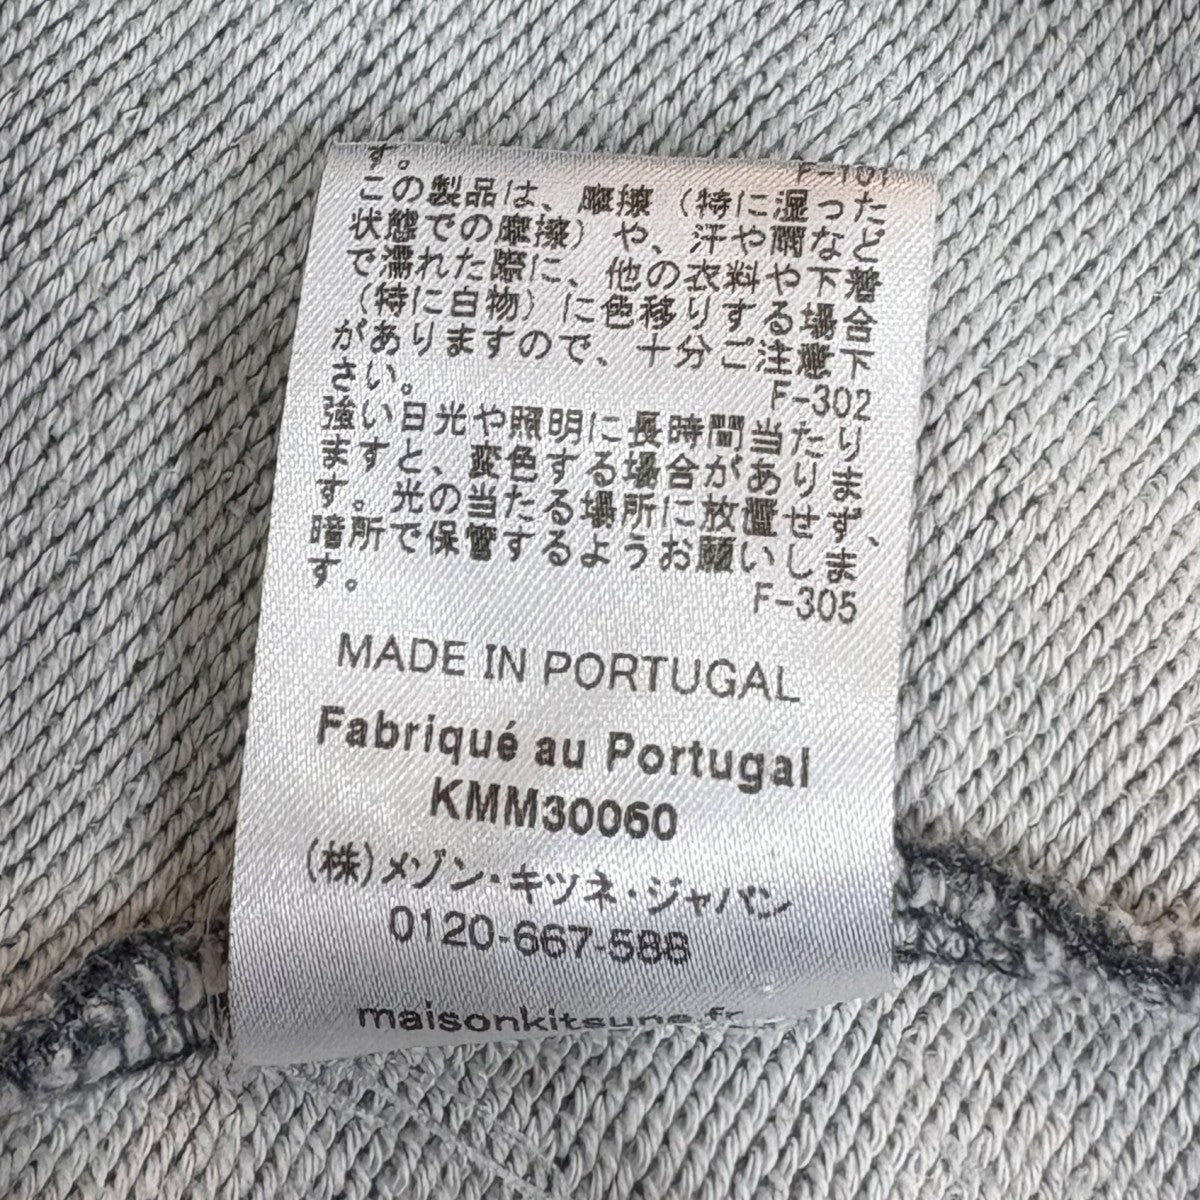 す。
F-101
この製品は、摩擦（特に湿った
状態での摩擦）や、汗や雨など
で濡れた際に、他の衣料や下着
（特に白物）に色移りする場合
がありますので、十分ご注意下
さい。
F-302
強い日光や照明に長時間当たり
ますと、変色する場合がありま
す。光の当たる場所に放置せず、
暗所で保管するようお願いしま
す。
F-305
MADE IN PORTUGAL
Fabriqué au Portugal
KMM30060
(株)メゾン・キツネ・ジャパン
0120-667-588
maisonkitsune.fr